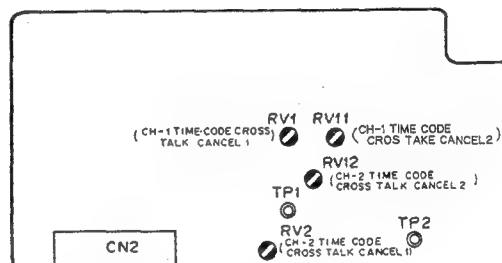 RV1 RV11
(CH-1 TIME-CODE CROSS TALK CANCEL 1) (CH-1 TIME CODE CROS TAKE CANCEL2)
RV12
(CH-2 TIME CODE CROSS TALK CANCEL 2)
TP1
RV2 TP2
(CH-2 TIME CODE CROSS TALK CANCEL 1)
CN2